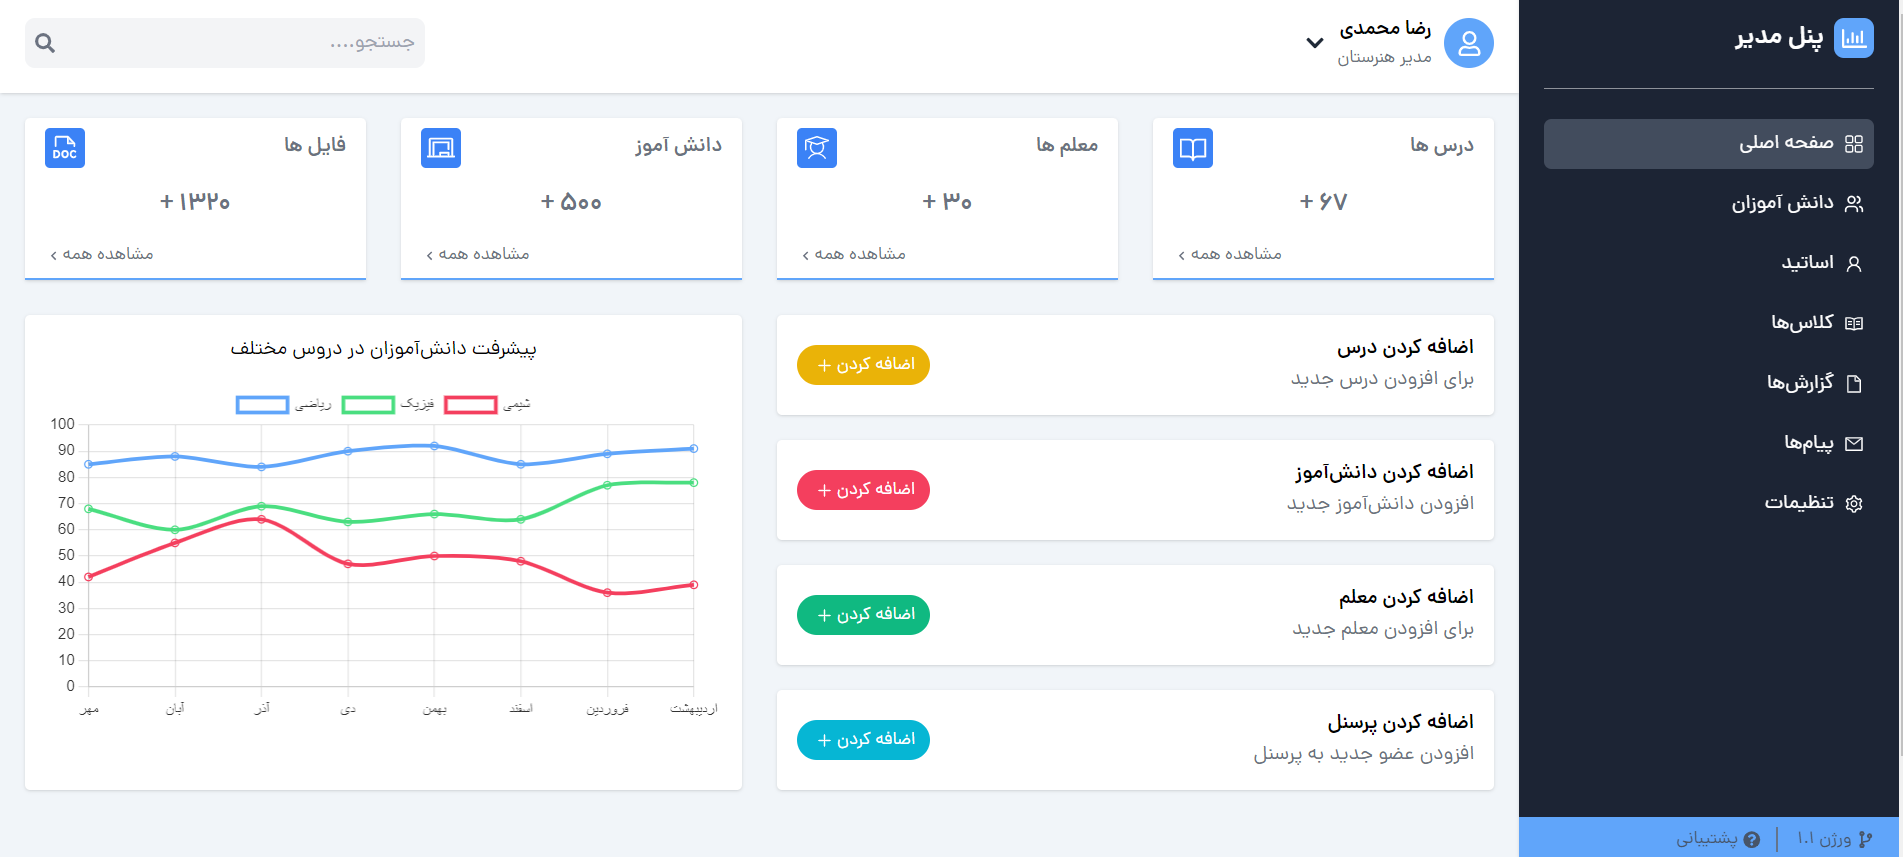 پنل مدیر
صفحه اصلی
دانش آموزان
اساتید
کلاس‌ها
گزارش‌ها
پیام‌ها
تنظیمات
ورژن ۱.۱ | پشتیبانی
رضا محمدی
مدیر هنرستان
جستجو....
درس ها
۶۷ +
مشاهده همه ‹
معلم ها
۳۰ +
مشاهده همه ‹
دانش آموز
۵۰۰ +
مشاهده همه ‹
فایل ها
DOC
۱۳۲۰ +
مشاهده همه ‹
اضافه کردن درس
برای افزودن درس جدید
اضافه کردن +
اضافه کردن دانش‌آموز
افزودن دانش‌آموز جدید
اضافه کردن +
اضافه کردن معلم
برای افزودن معلم جدید
اضافه کردن +
اضافه کردن پرسنل
افزودن عضو جدید به پرسنل
اضافه کردن +
پیشرفت دانش‌آموزان در دروس مختلف
ریاضی فیزیک شیمی
100
90
80
70
60
50
40
30
20
10
0
مهر آبان آذر دی بهمن اسفند فروردین اردیبهشت